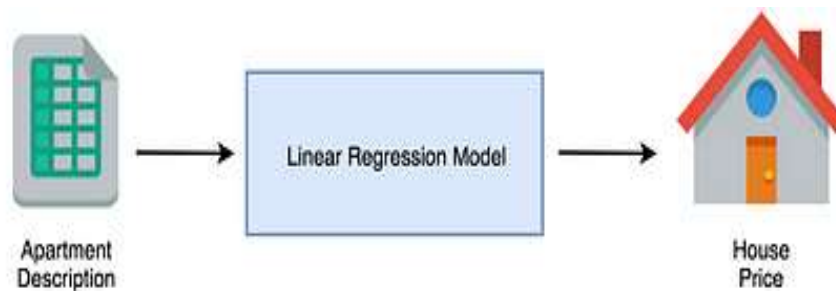 Linear Regression Model
Apartment
Description
House
Price